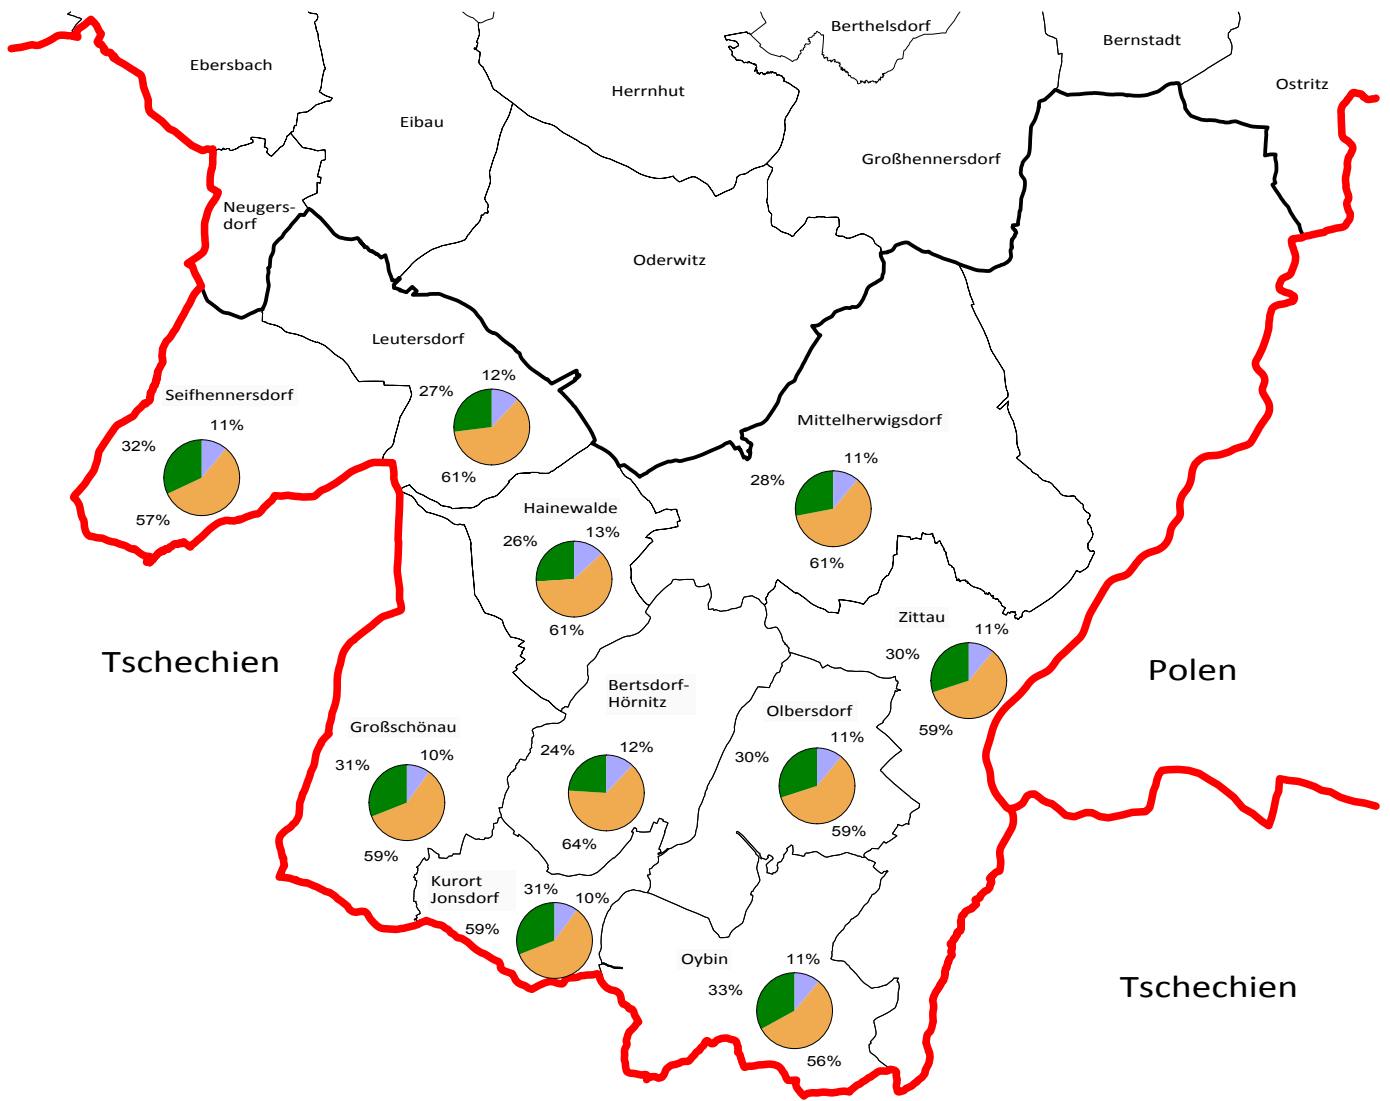 Berthelsdorf
Bernstadt
Ebersbach
Ostritz
Herrnhut
Eibau
Großhennersdorf
Neugers-
dorf
Oderwitz
Leutersdorf
27%
12%
61%
Seifhennersdorf
32%
11%
57%
Mittelherwigsdorf
28%
11%
61%
Hainewalde
26%
13%
61%
Zittau
30%
11%
59%
Tschechien
Polen
Bertsdorf-
Hörnitz
24%
12%
64%
Olbersdorf
30%
11%
59%
Großschönau
31%
10%
59%
Kurort
Jonsdorf
31%
10%
59%
Oybin
33%
11%
56%
Tschechien